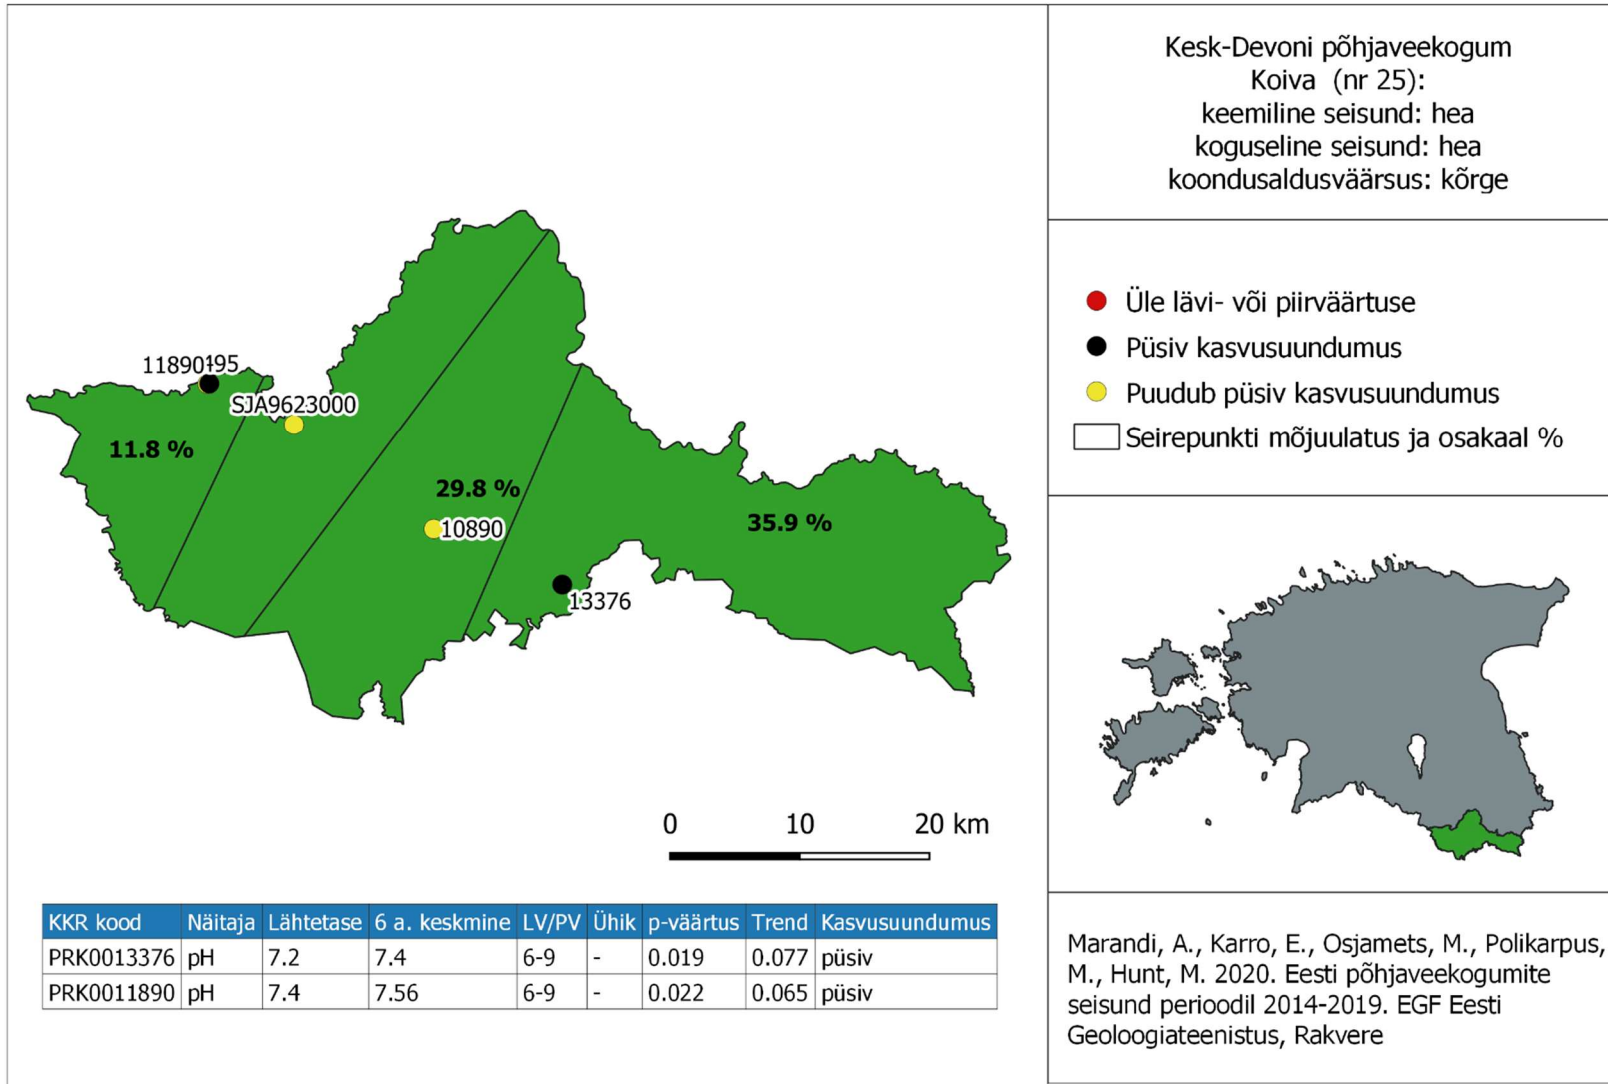 Kesk-Devoni põhjaveekogum
Koiva (nr 25):
keemiline seisund: hea
koguseline seisund: hea
koondusaldusväärsus: kõrge
Üle lävi- või piirväärtuse
Püsiv kasvusuundumus
Puudub püsiv kasvusuundumus
Seirepunkti mõjuulatus ja osakaal %
11890
SJA9623000
11.8 %
29.8 %
10890
35.9 %
13376
0 10 20 km
KKR kood Näitaja Lähtetase 6 a. keskmine LV/PV Ühik p-väärtus Trend Kasvusuundumus
PRK0013376 pH 7.2 7.4 6-9 - 0.019 0.077 püsiv
PRK0011890 pH 7.4 7.56 6-9 - 0.022 0.065 püsiv
Marandi, A., Karro, E., Osjamets, M., Polikarpus,
M., Hunt, M. 2020. Eesti põhjaveekogumite
seisund perioodil 2014-2019. EGF Eesti
Geoloogiateenistus, Rakvere